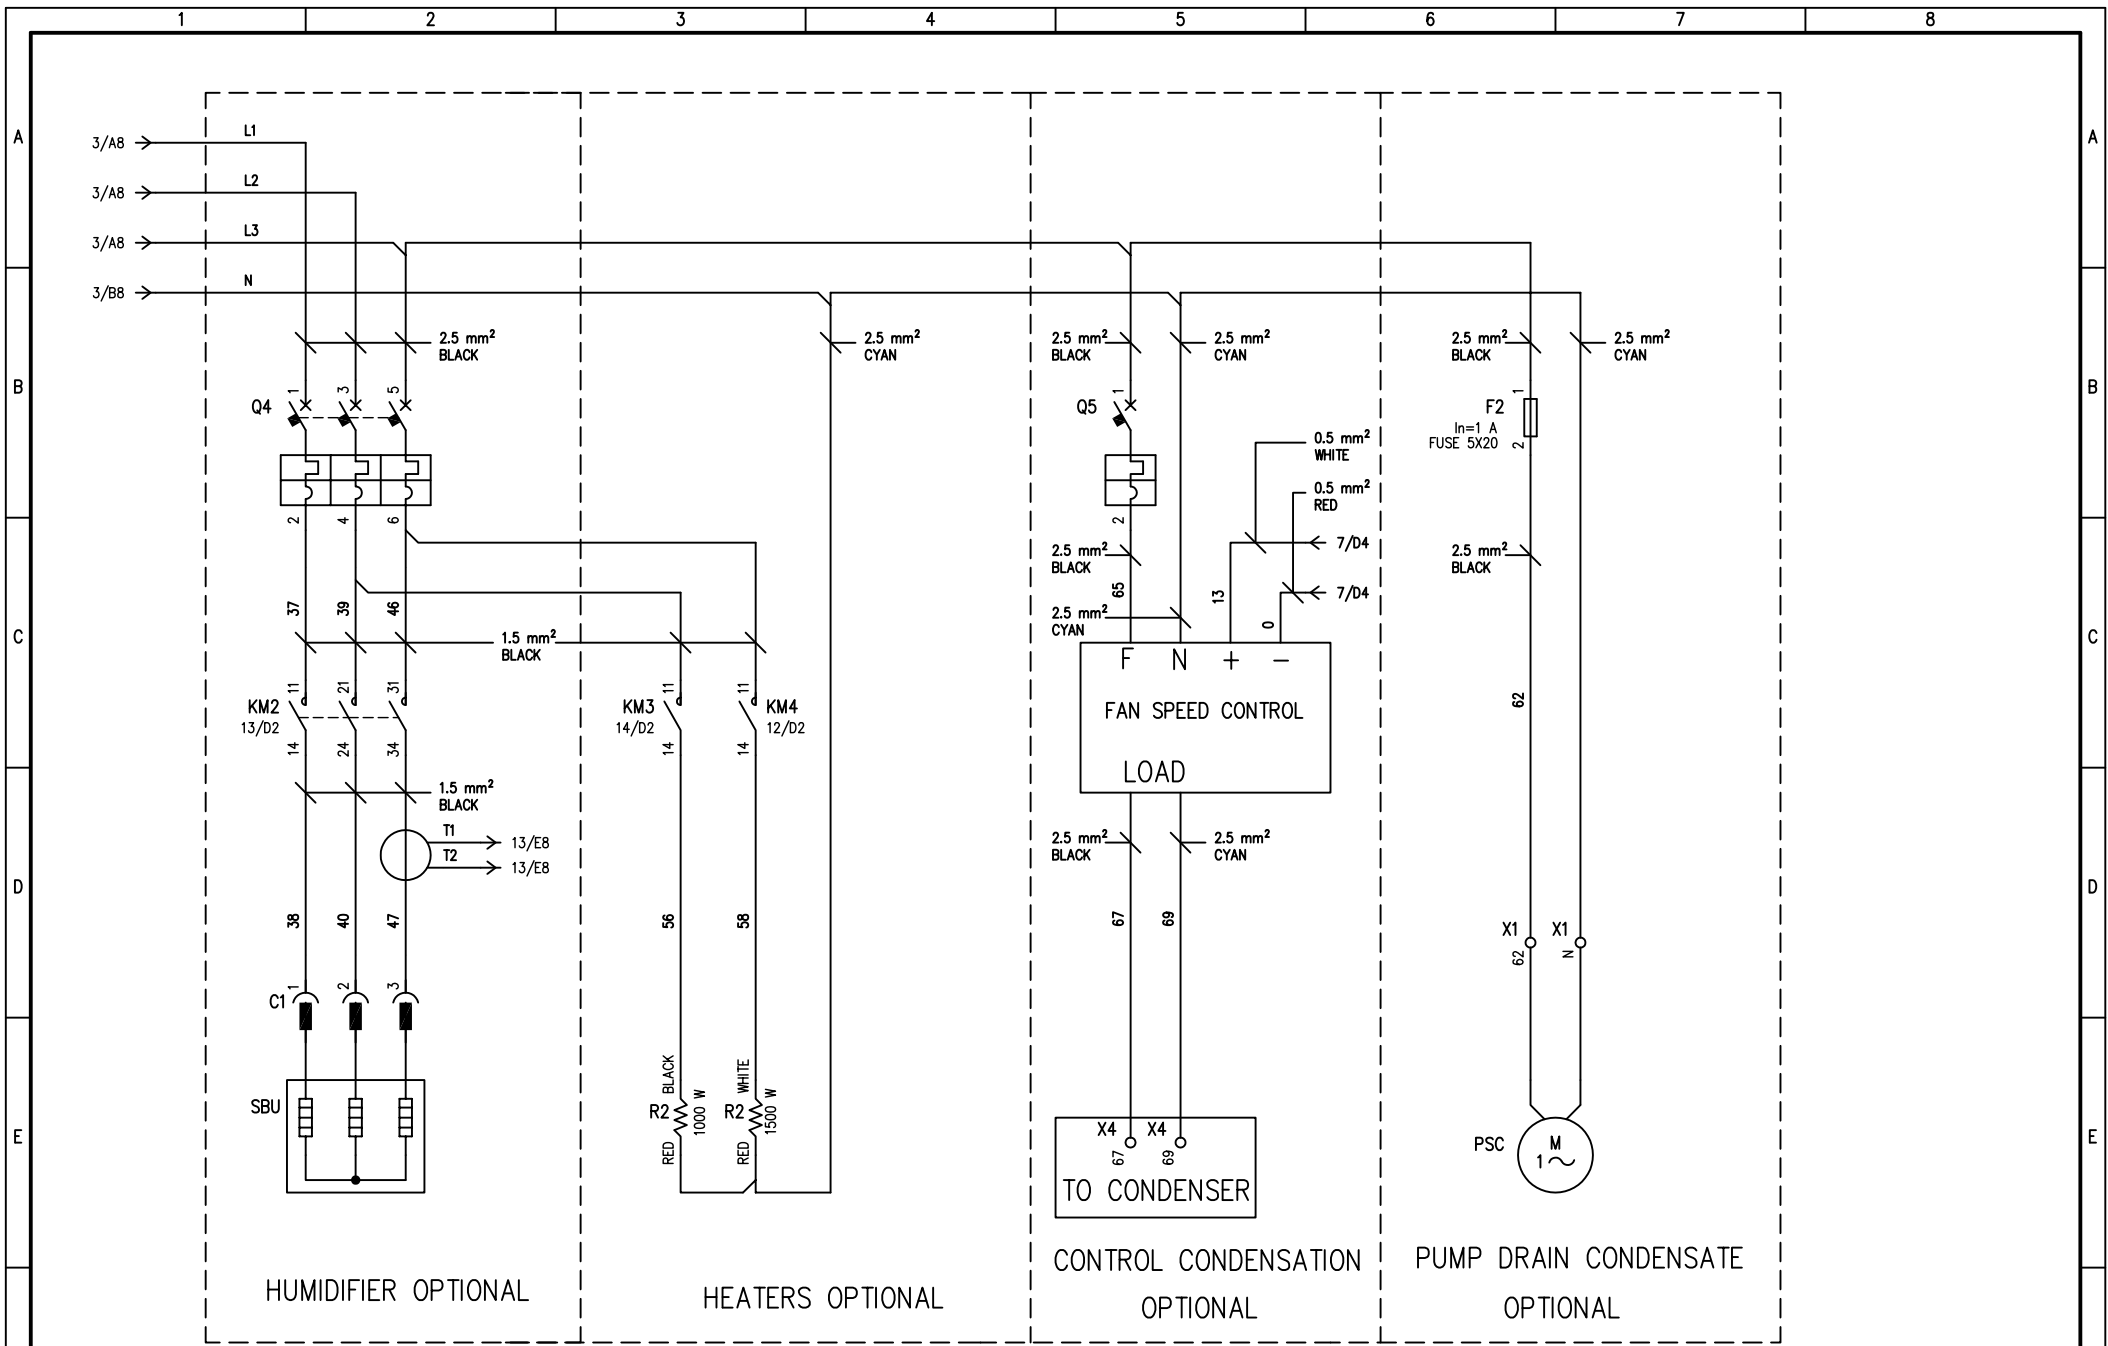 1 2 3 4 5 6 7 8
A A
3/A8 L1
3/A8 L2
3/A8 L3
3/B8 N
2.5 mm²
BLACK
2.5 mm²
CYAN
2.5 mm²
BLACK
2.5 mm²
CYAN
2.5 mm²
BLACK
2.5 mm²
CYAN
B B
Q4 1 3 5
Q5 1
F2 1
In=1 A
FUSE 5X20 2
0.5 mm²
WHITE
0.5 mm²
RED
2 4 6
2
7/D4
7/D4
2.5 mm²
BLACK
2.5 mm²
BLACK
37 39 46
65 13 0
2.5 mm²
CYAN
C C
1.5 mm²
BLACK
F N + −
FAN SPEED CONTROL
LOAD
11 21 31
KM2
13/D2
14 24 34
11 11
KM3 KM4
14/D2 12/D2
14 14
62
1.5 mm²
BLACK
T1 13/E8
T2 13/E8
2.5 mm²
BLACK
2.5 mm²
CYAN
D D
38 40 47 56 58 67 69
X1 X1
62 N
C1 1 2 3
SBU
BLACK WHITE
R2 1000 W R2 1500 W
RED RED
X4 X4
67 69
TO CONDENSER
E E
PSC M
1~
HUMIDIFIER OPTIONAL
HEATERS OPTIONAL
CONTROL CONDENSATION
OPTIONAL
PUMP DRAIN CONDENSATE
OPTIONAL